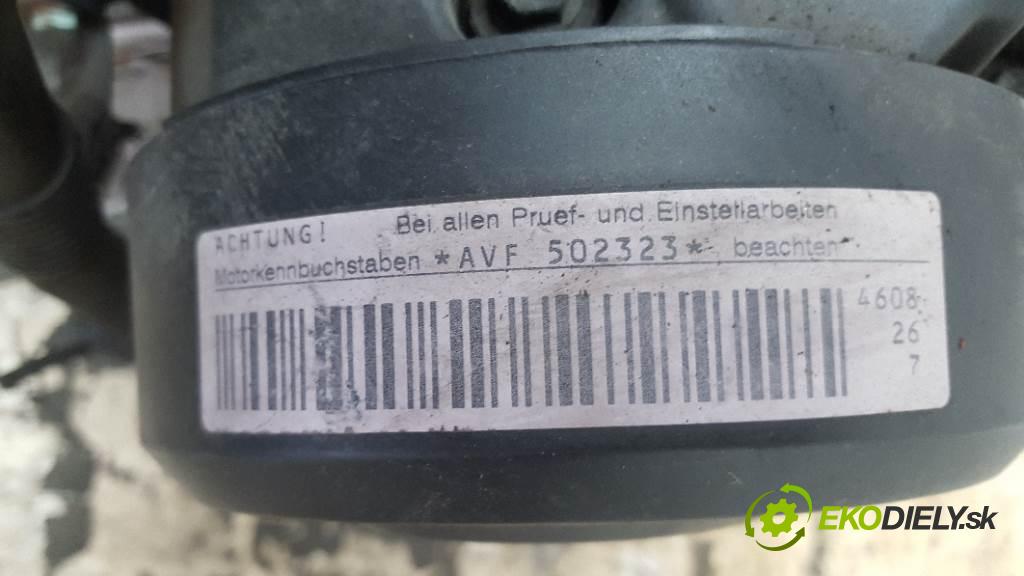 ACHTUNG! Bei allen Pruef- und Einstellarbeiten
Motorkennbuchstaben *AVF 502323* beachten
4608
26
7
EKODIELY.sk